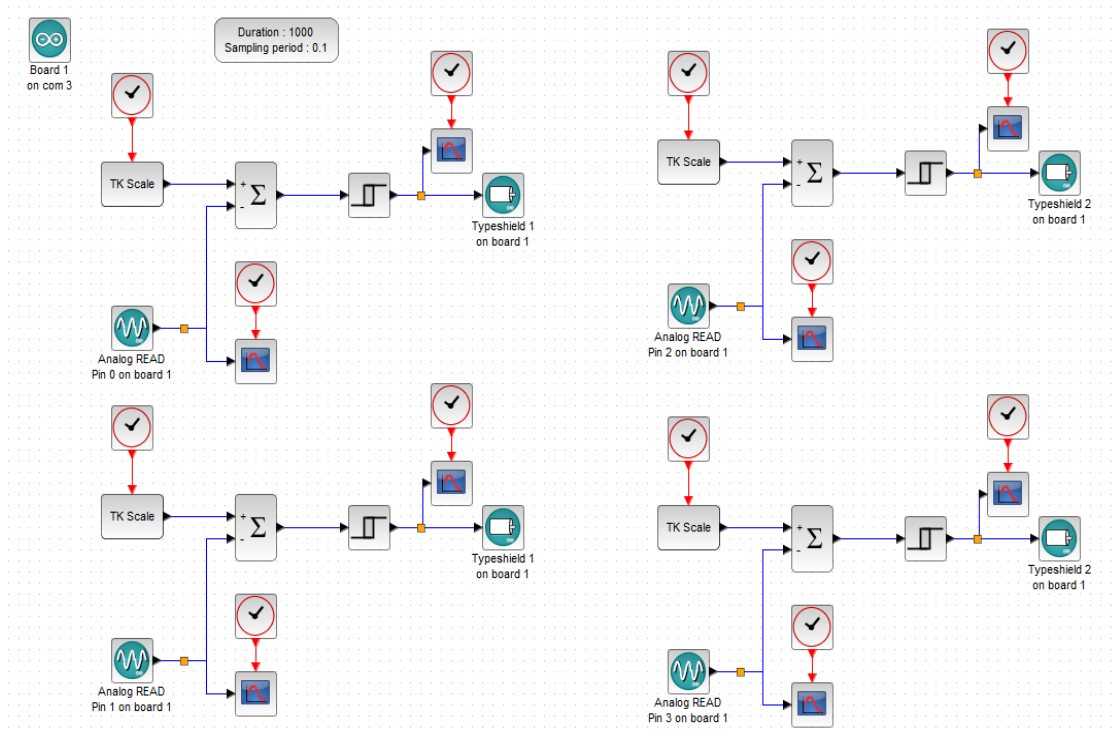 Board 1
on com 3
Duration : 1000
Sampling period : 0.1
TK Scale
+
-
Σ
Typeshield 1
on board 1
Analog READ
Pin 0 on board 1
TK Scale
+
-
Σ
Typeshield 2
on board 1
Analog READ
Pin 2 on board 1
TK Scale
+
-
Σ
Typeshield 1
on board 1
Analog READ
Pin 1 on board 1
TK Scale
+
-
Σ
Typeshield 2
on board 1
Analog READ
Pin 3 on board 1